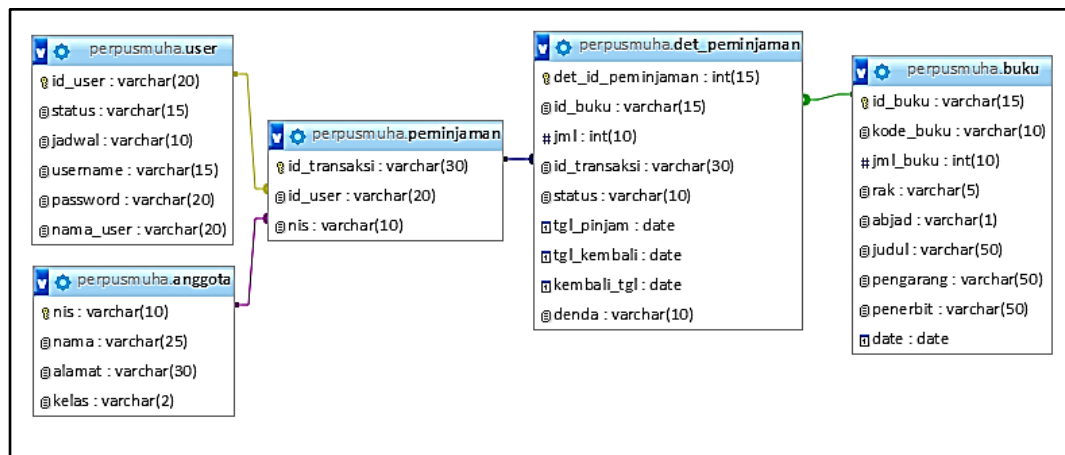 perpusmuha.user
id_user : varchar(20)
status : varchar(15)
jadwal : varchar(10)
username : varchar(15)
password : varchar(20)
nama_user : varchar(20)
perpusmuha.anggota
nis : varchar(10)
nama : varchar(25)
alamat : varchar(30)
kelas : varchar(2)
perpusmuha.peminjaman
id_transaksi : varchar(30)
id_user : varchar(20)
nis : varchar(10)
perpusmuha.det_peminjaman
det_id_peminjaman : int(15)
id_buku : varchar(15)
# jml : int(10)
id_transaksi : varchar(30)
status : varchar(10)
tgl_pinjam : date
tgl_kembali : date
kembali_tgl : date
denda : varchar(10)
perpusmuha.buku
id_buku : varchar(15)
kode_buku : varchar(10)
# jml_buku : int(10)
rak : varchar(5)
abjad : varchar(1)
judul : varchar(50)
pengarang : varchar(50)
penerbit : varchar(50)
date : date